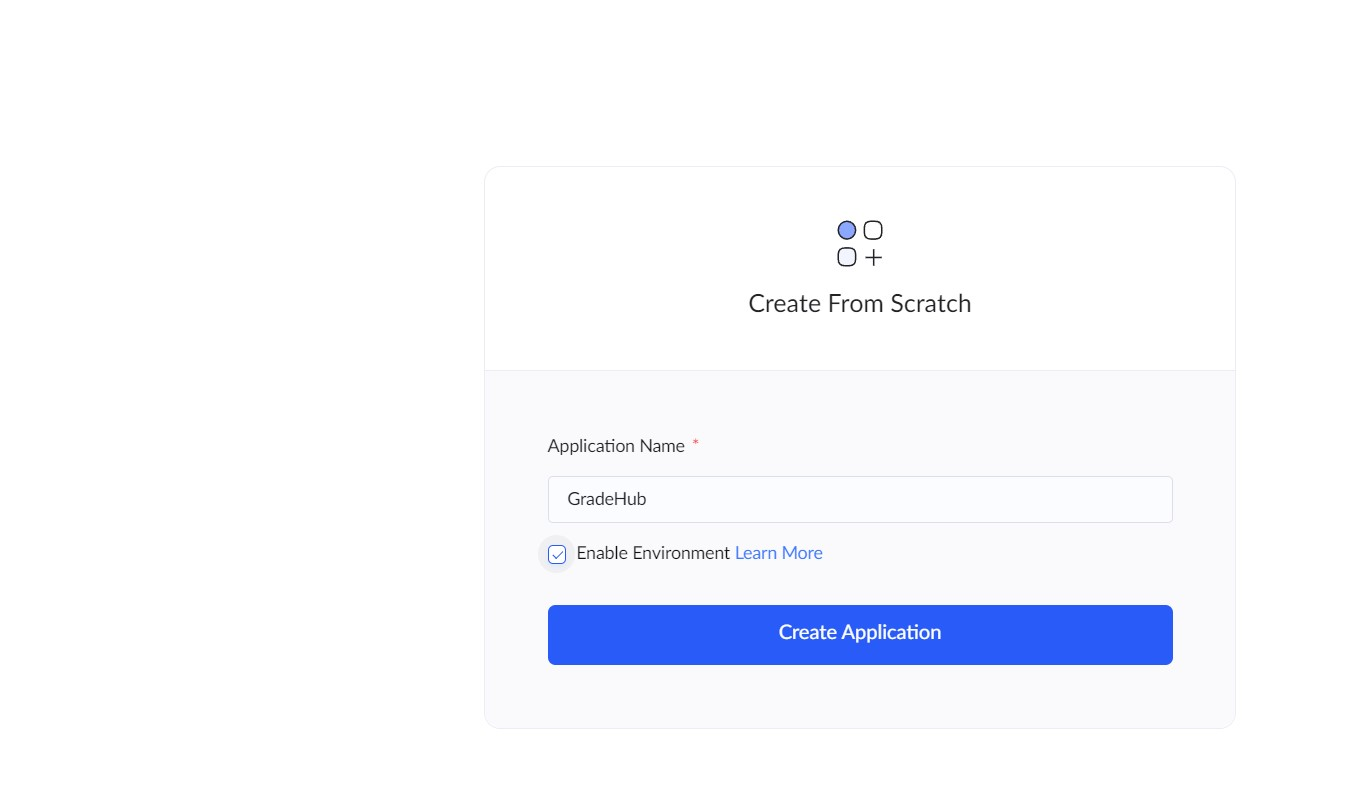 Create From Scratch
Application Name *
GradeHub
Enable Environment Learn More
Create Application